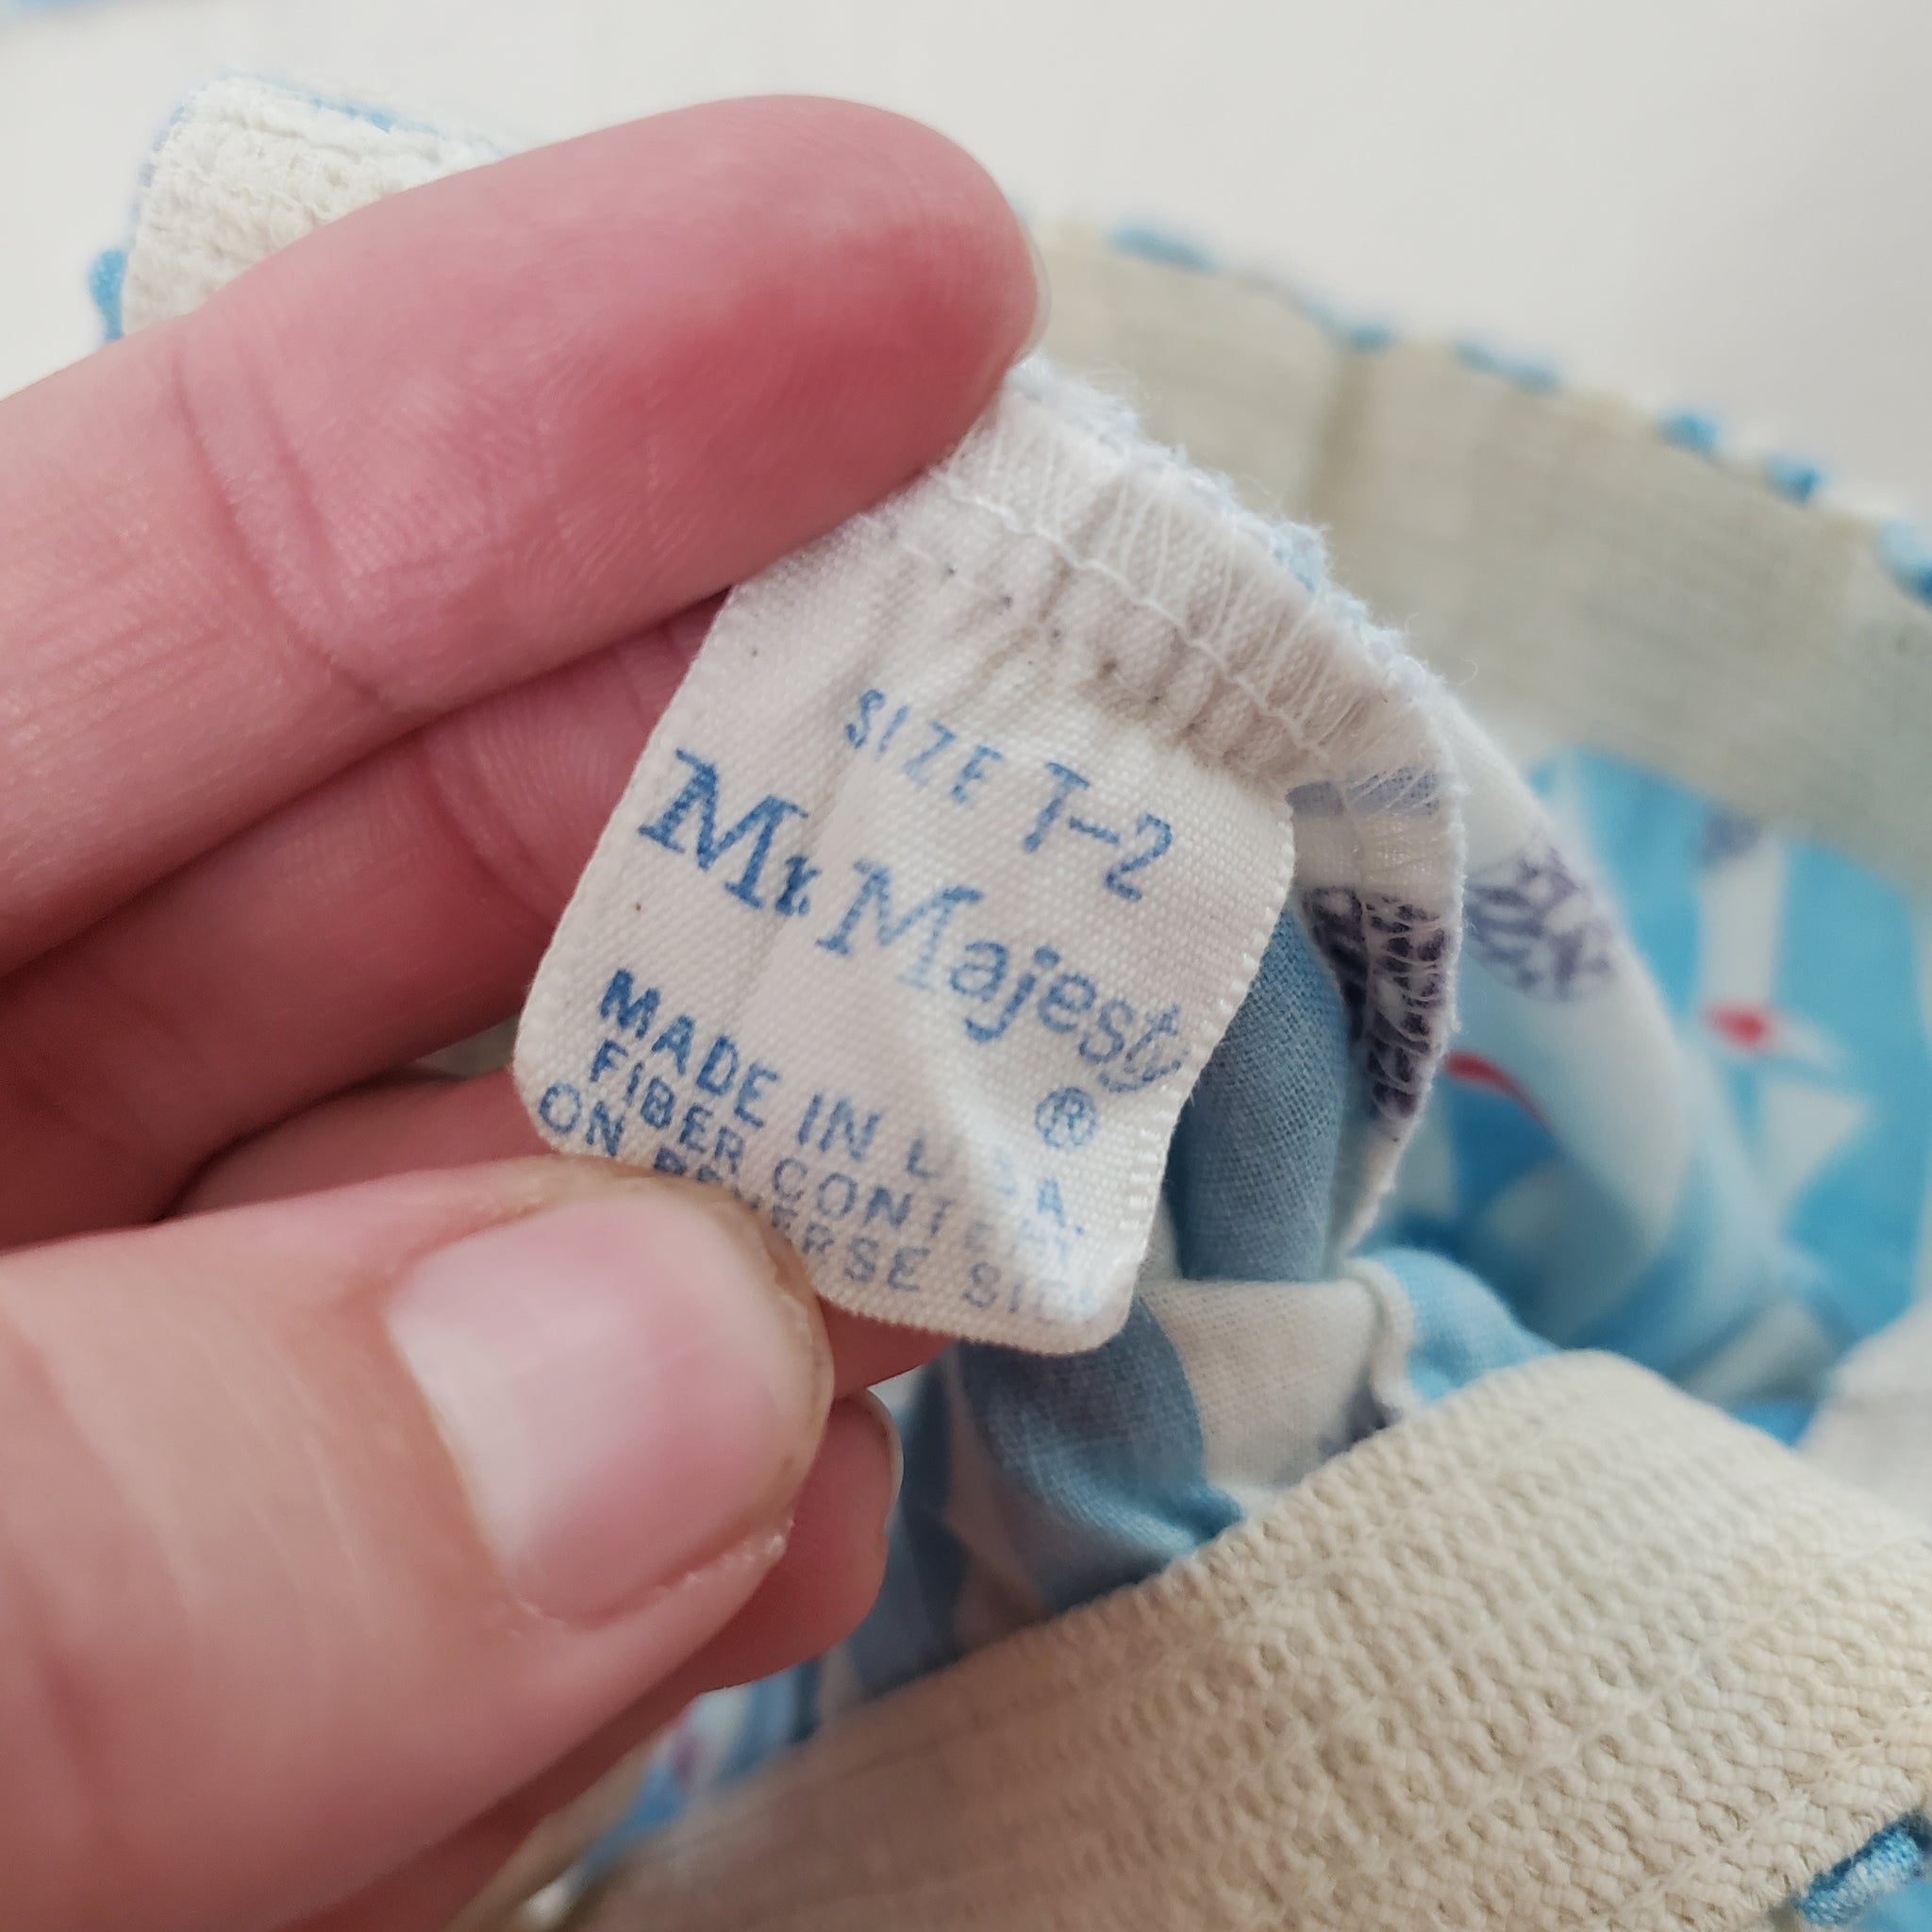 SIZE T-2
Mr. Majesty
®
MADE IN U.S.A.
FIBER CONTENT
ON REVERSE SIDE